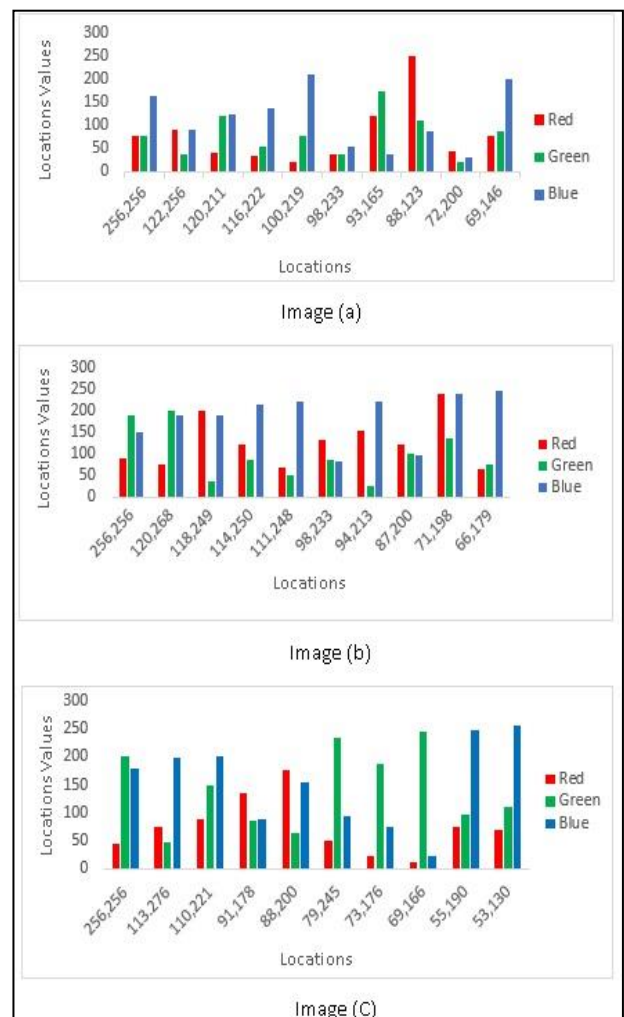 Locations Values
300
250
200
150
100
50
0
Red
Green
Blue
256,256
122,256
120,211
116,222
100,219
98,233
93,165
88,123
72,200
69,146
Locations
Image (a)
Locations Values
300
250
200
150
100
50
0
Red
Green
Blue
256,256
120,268
118,249
114,250
111,248
98,233
94,213
87,200
71,198
66,179
Locations
Image (b)
Locations Values
300
250
200
150
100
50
0
Red
Green
Blue
256,256
113,276
110,221
91,178
88,200
79,245
73,176
69,166
55,190
53,130
Locations
Image (C)